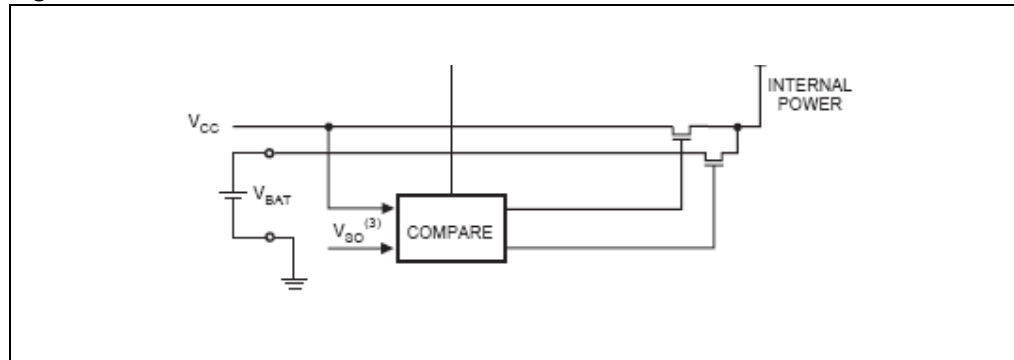 INTERNAL
POWER
VCC
VBAT
VSO(3)
COMPARE